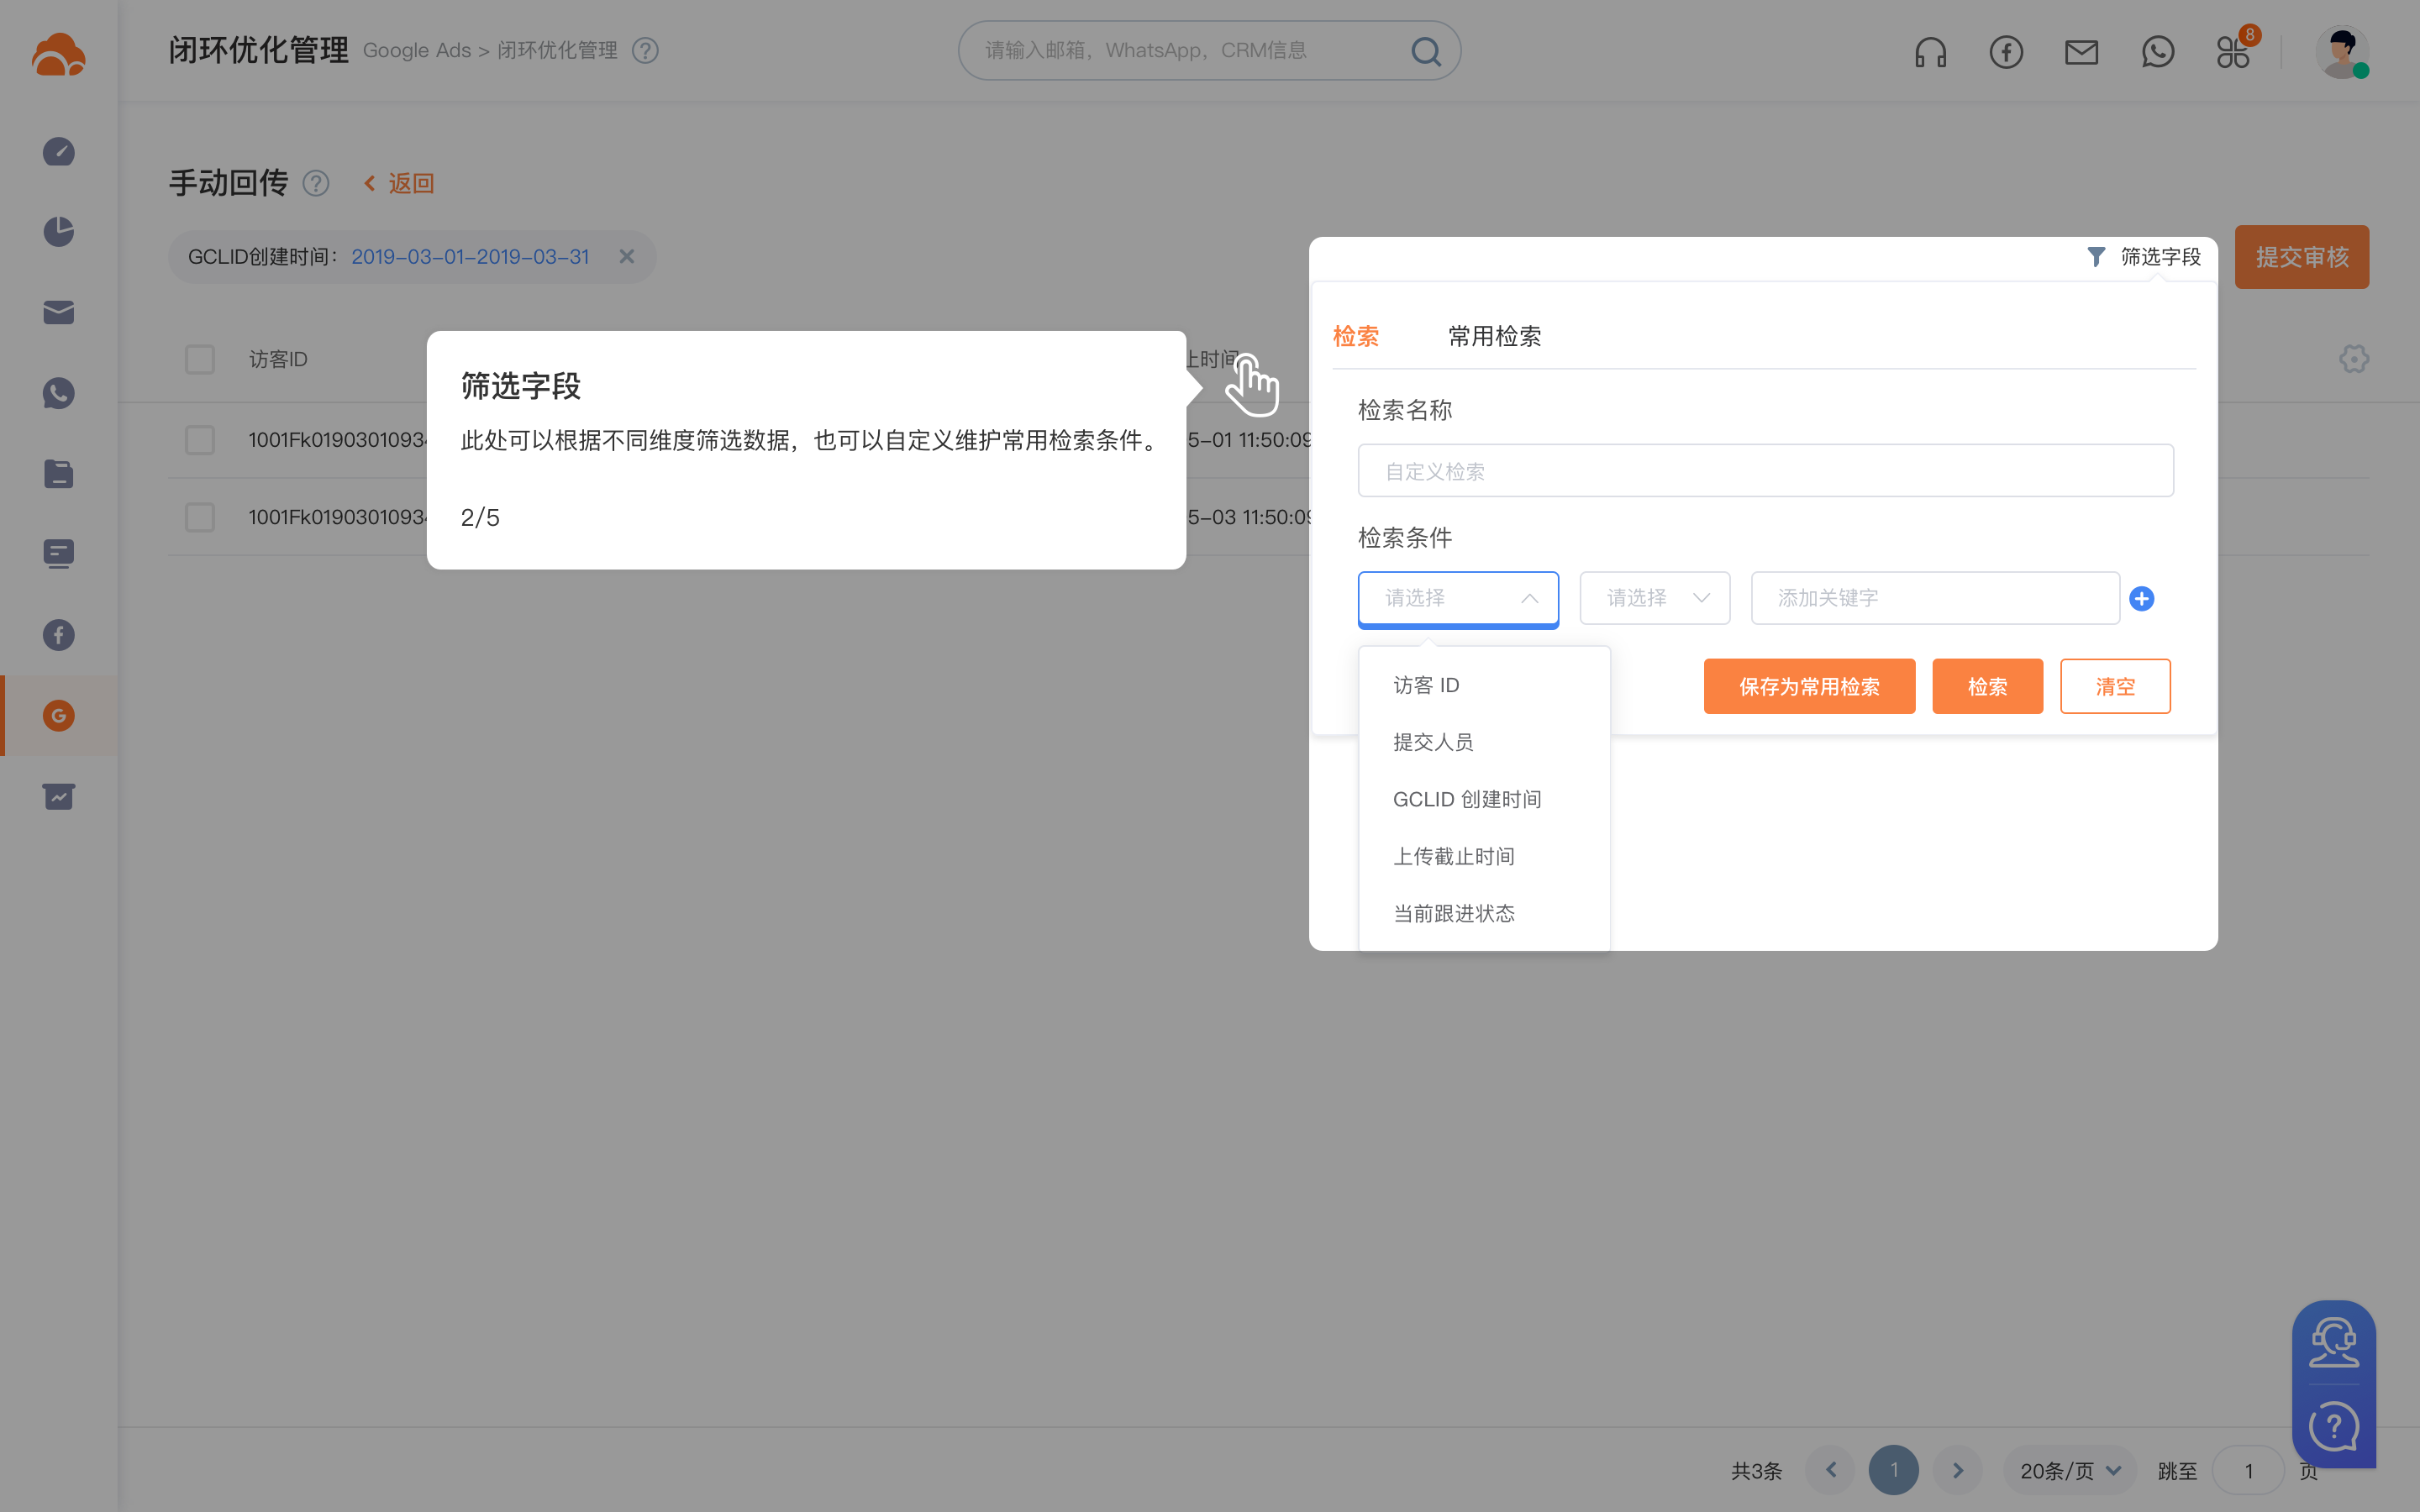 闭环优化管理 Google Ads > 闭环优化管理
请输入邮箱，WhatsApp，CRM信息
8
手动回传
返回
GCLID创建时间：2019-03-01-2019-03-31
筛选字段
提交审核
访客ID
上时间
1001Fk0190301093
5-01 11:50:09
1001Fk0190301093
5-03 11:50:09
筛选字段
此处可以根据不同维度筛选数据，也可以自定义维护常用检索条件。
2/5
检索
常用检索
检索名称
自定义检索
检索条件
请选择
请选择
添加关键字
访客 ID
提交人员
GCLID 创建时间
上传截止时间
当前跟进状态
保存为常用检索
检索
清空
共3条
1
20条/页
跳至
1
页